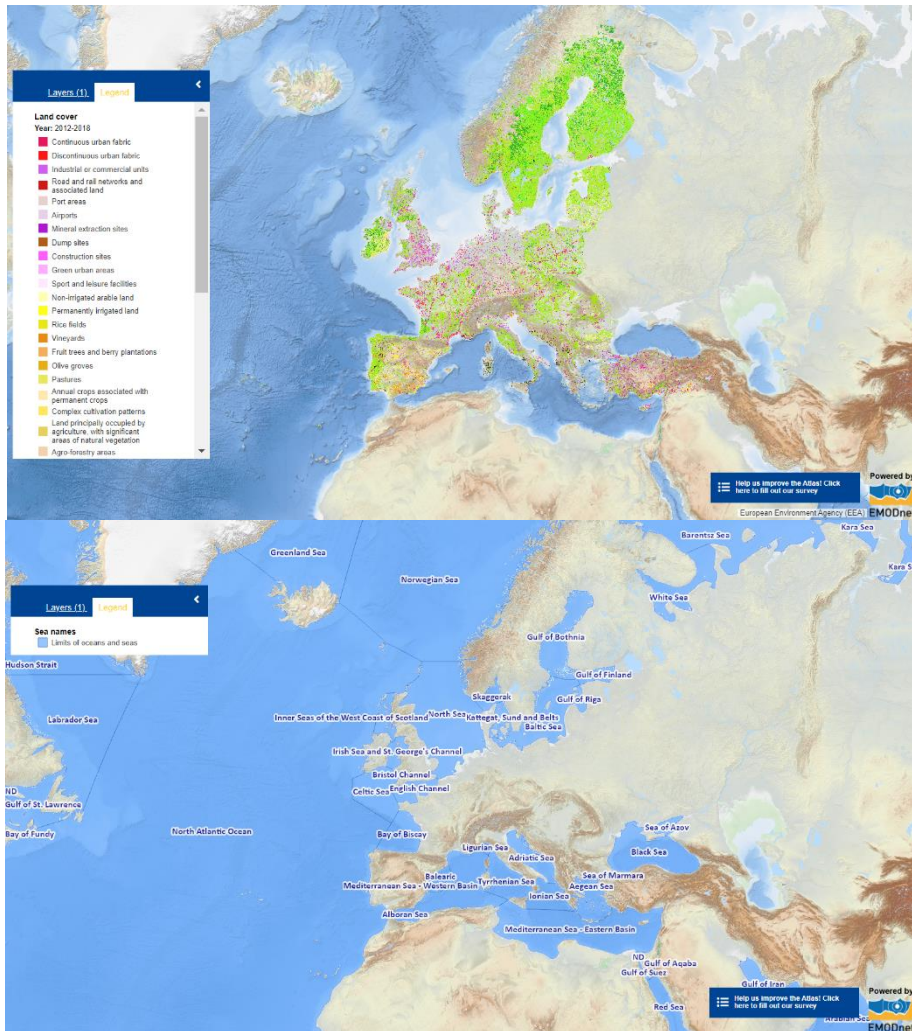 Layers (1) Legend
Land cover
Year: 2012-2018
Continuous urban fabric
Discontinuous urban fabric
Industrial or commercial units
Road and rail networks and
associated land
Port areas
Airports
Mineral extraction sites
Dump sites
Construction sites
Green urban areas
Sport and leisure facilities
Non-irrigated arable land
Permanently irrigated land
Rice fields
Vineyards
Fruit trees and berry plantations
Olive groves
Pastures
Annual crops associated with
permanent crops
Complex cultivation patterns
Land principally occupied by
agriculture, with significant
areas of natural vegetation
Agro-forestry areas
Help us improve the Atlas! Click
here to fill out our survey
Powered by
European Environment Agency (EEA)
EMODne
Greenland Sea
Norwegian Sea
Barentsz Sea
Kara Sea
Kara S
White Sea
Layers (1) Legend
Sea names
Limits of oceans and seas
Hudson Strait
Labrador Sea
Gulf of Bothnia
Gulf of Finland
Gulf of Riga
Skaggerak
Inner Seas of the West Coast of Scotland
North Sea
Kattegat, Sund and Belts
Baltic Sea
Irish Sea and St. George's Channel
Bristol Channel
Celtic Sea
English Channel
ND
Gulf of St. Lawrence
Bay of Fundy
North Atlantic Ocean
Bay of Biscay
Sea of Azov
Black Sea
Ligurian Sea
Adriatic Sea
Balearic
Mediterranean Sea - Western Basin
Tyrrhenian Sea
Sea of Marmara
Aegean Sea
Ionian Sea
Alboran Sea
Mediterranean Sea - Eastern Basin
ND
Gulf of Aqaba
Gulf of Suez
Gulf of Iran
Red Sea
Help us improve the Atlas! Click
here to fill out our survey
Powered by
EMODne